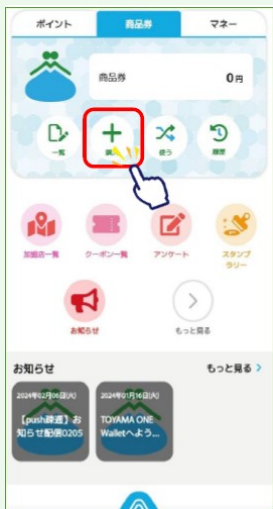 ポイント 商品券 マネー
商品券 0円
一覧 使う 履歴
加盟店一覧 クーポン一覧 アンケート スタンプ
ラリー
お知らせ もっと見る
お知らせ もっと見る >
2024年02月05日(火) 2024年01月16日(火)
【push疎通】お
知らせ配信0205
TOYAMA ONE
Walletへよう...